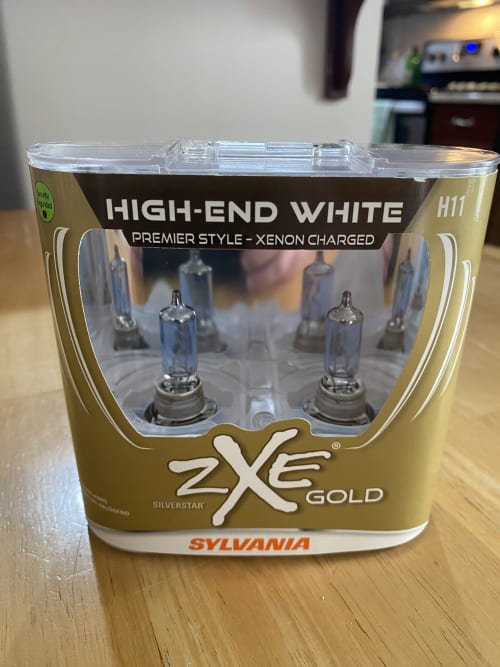 HIGH-END WHITE
H11
PREMIER STYLE - XENON CHARGED
ZXE®
SILVERSTAR
GOLD
SYLVANIA